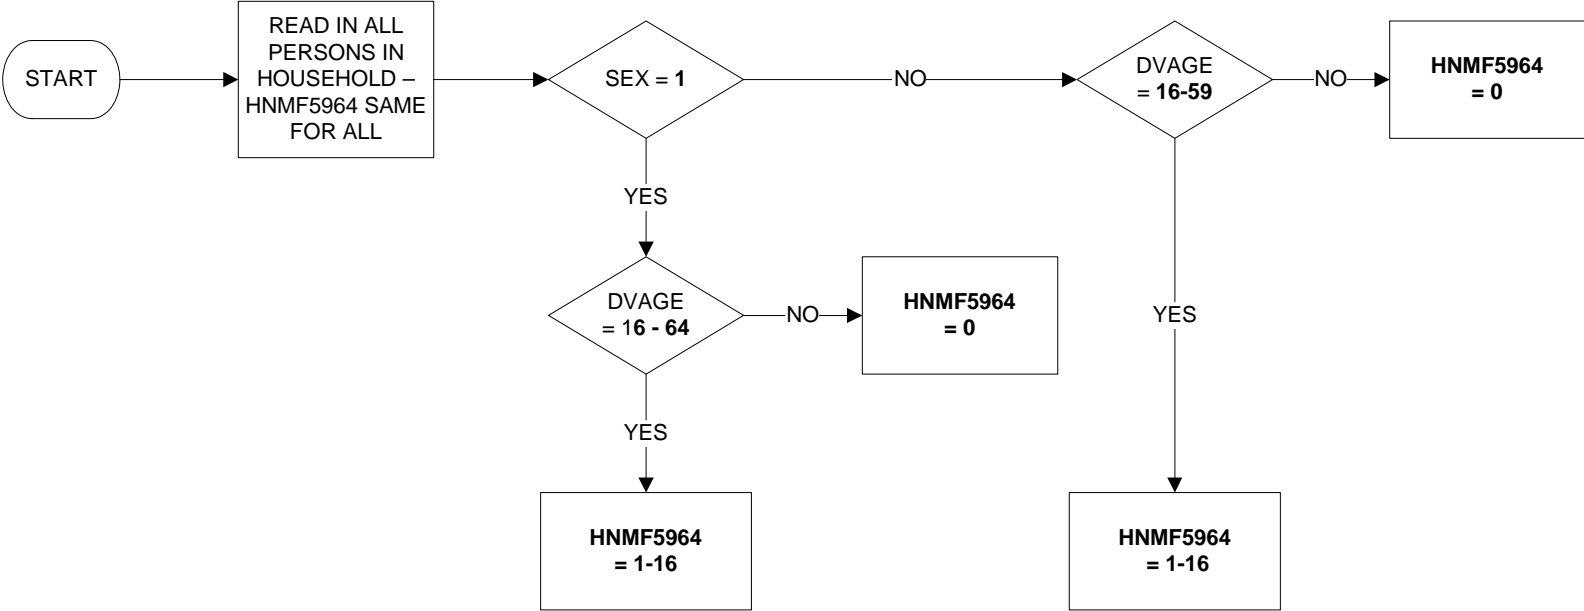 START
READ IN ALL
PERSONS IN
HOUSEHOLD –
HNMF5964 SAME
FOR ALL
SEX = 1
NO
DVAGE
= 16-59
NO
HNMF5964
= 0
YES
DVAGE
= 16 - 64
NO
HNMF5964
= 0
YES
YES
HNMF5964
= 1-16
HNMF5964
= 1-16